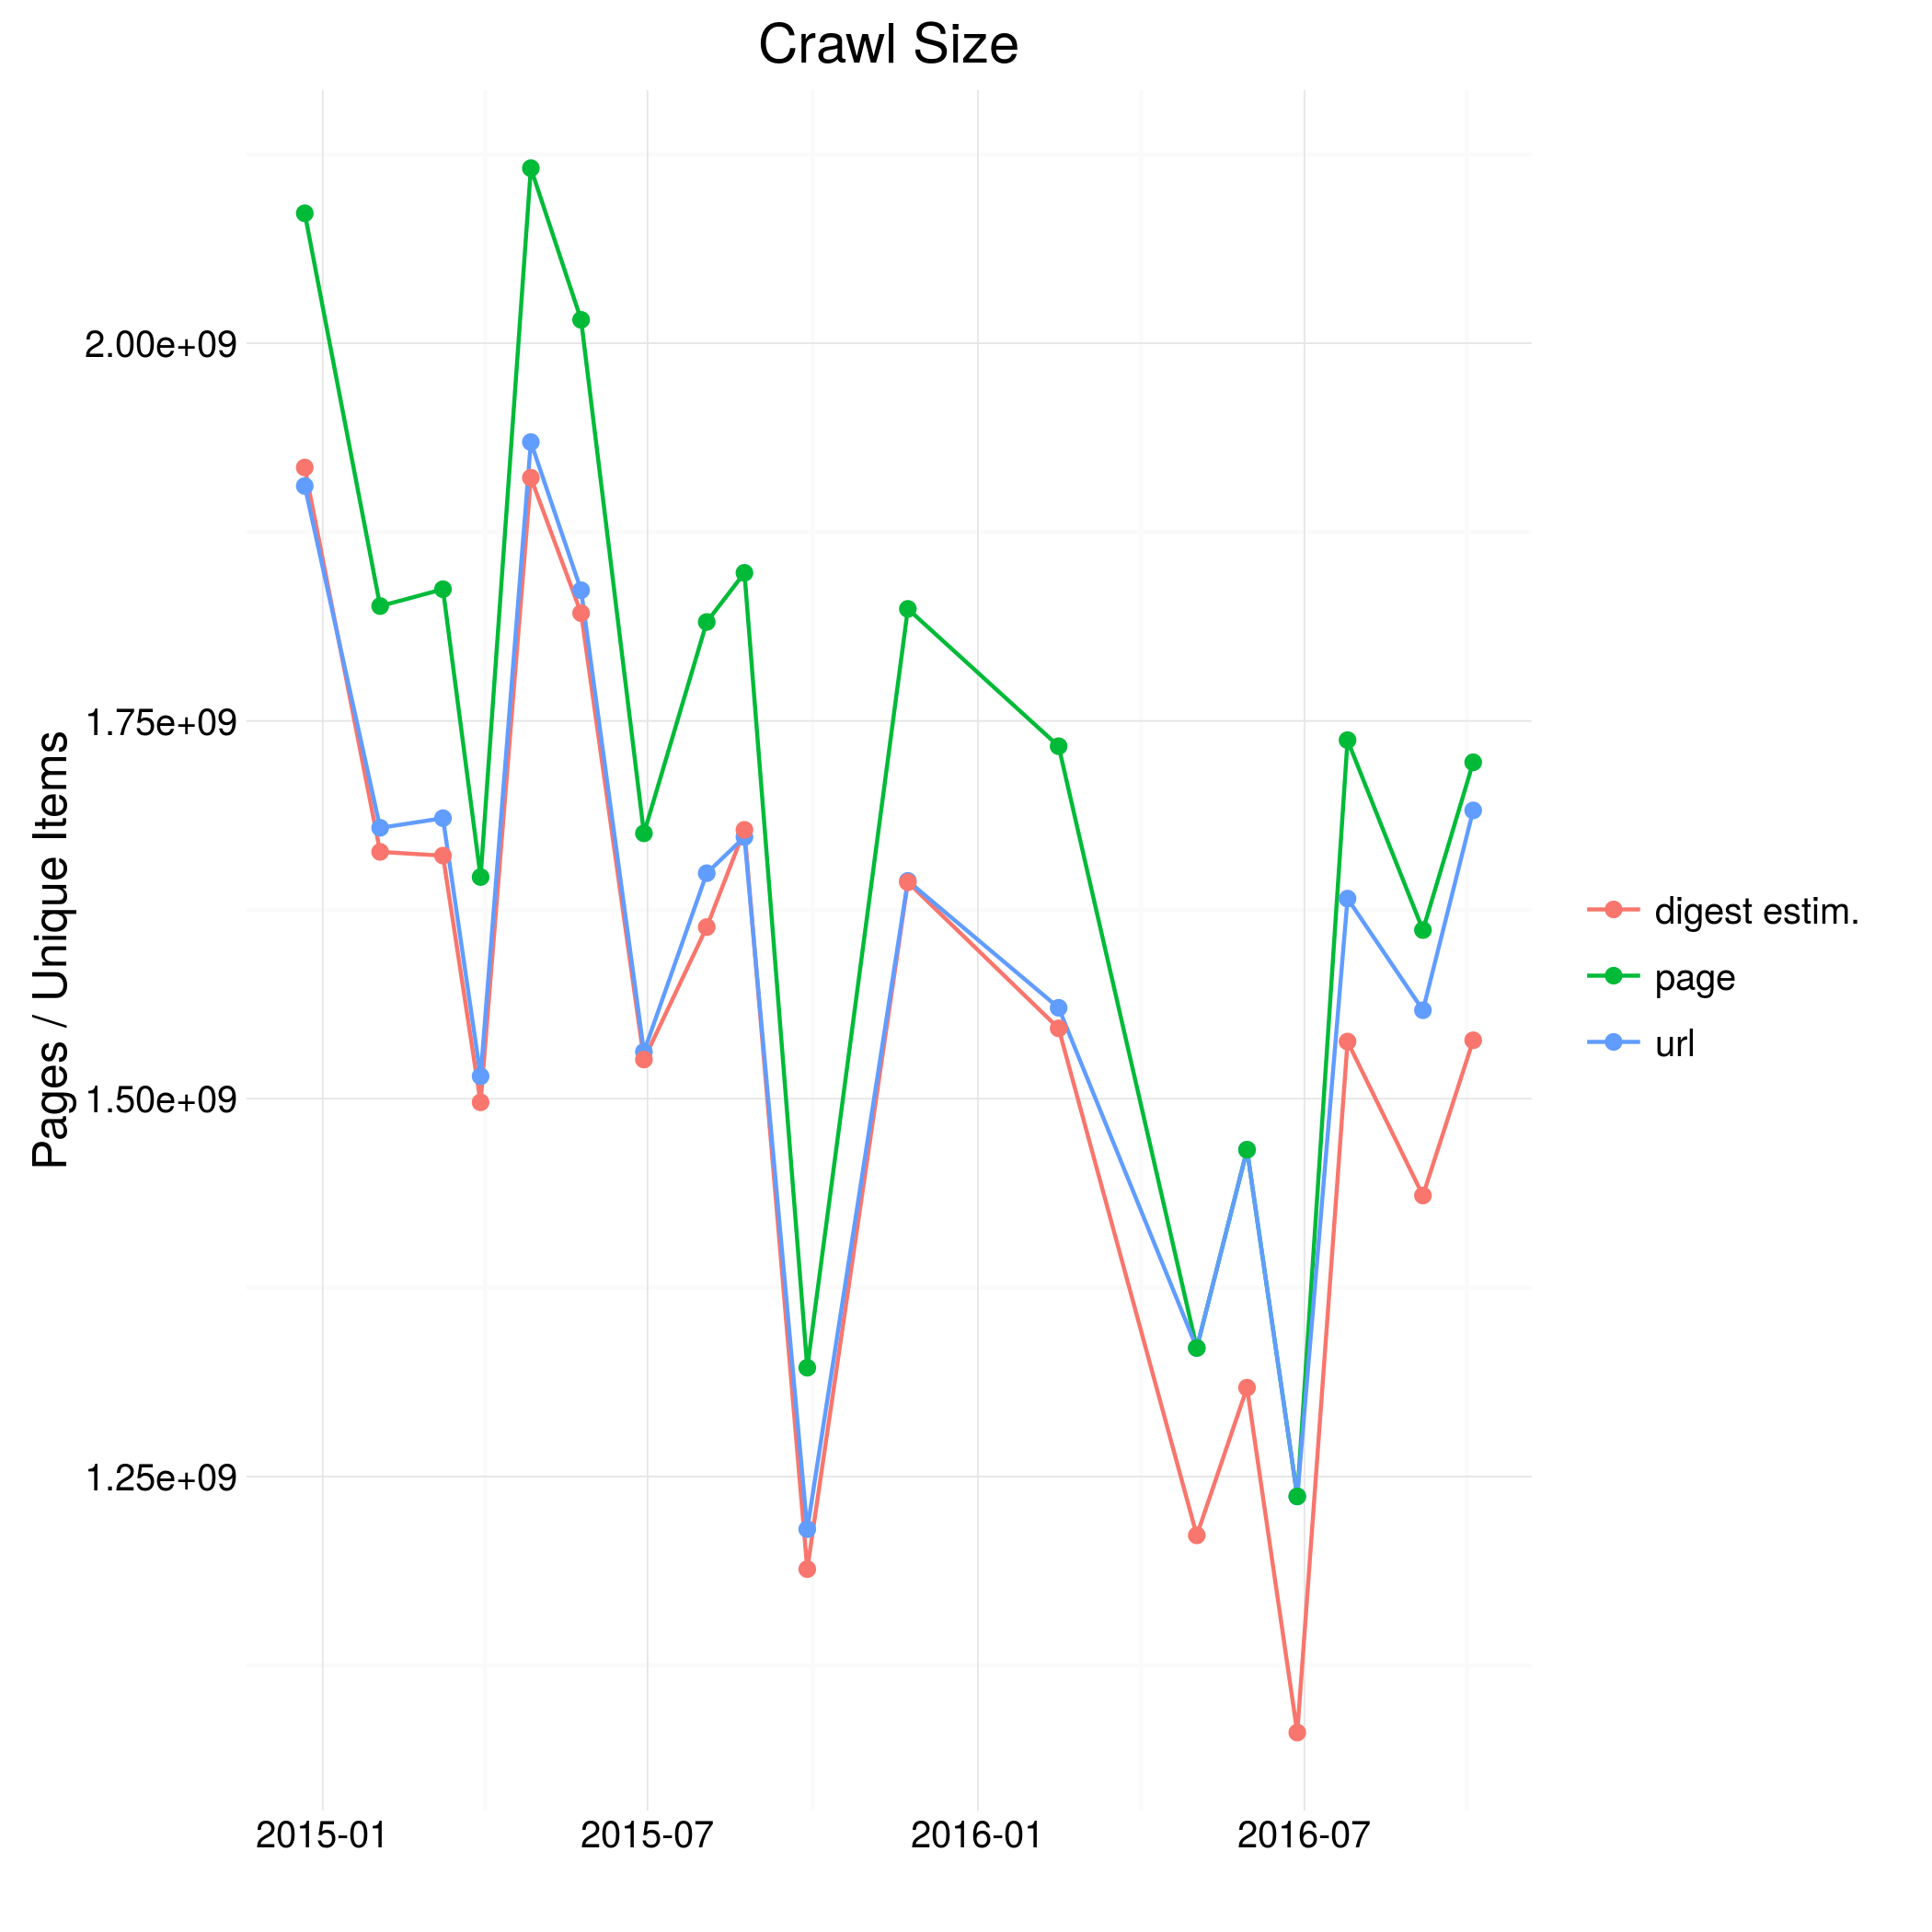 Crawl Size
Pages / Unique Items
2.00e+09
1.75e+09
1.50e+09
1.25e+09
2015-01
2015-07
2016-01
2016-07
digest estim.
page
url